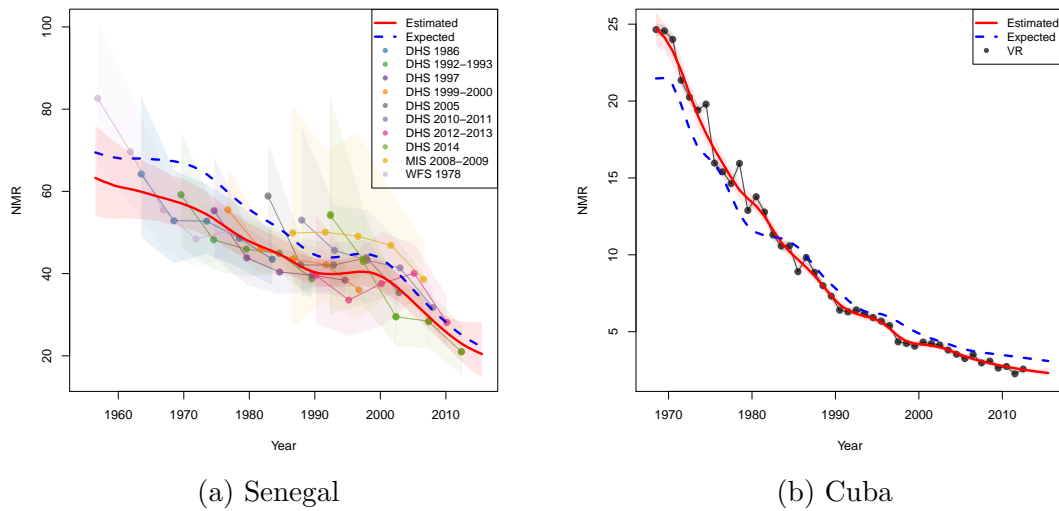 100
80
60
40
20
NMR
1960
1970
1980
1990
2000
2010
Year
Estimated
Expected
DHS 1986
DHS 1992−1993
DHS 1997
DHS 1999−2000
DHS 2005
DHS 2010−2011
DHS 2012−2013
DHS 2014
MIS 2008−2009
WFS 1978
(a) Senegal
25
20
15
10
5
NMR
1970
1980
1990
2000
2010
Year
Estimated
Expected
VR
(b) Cuba